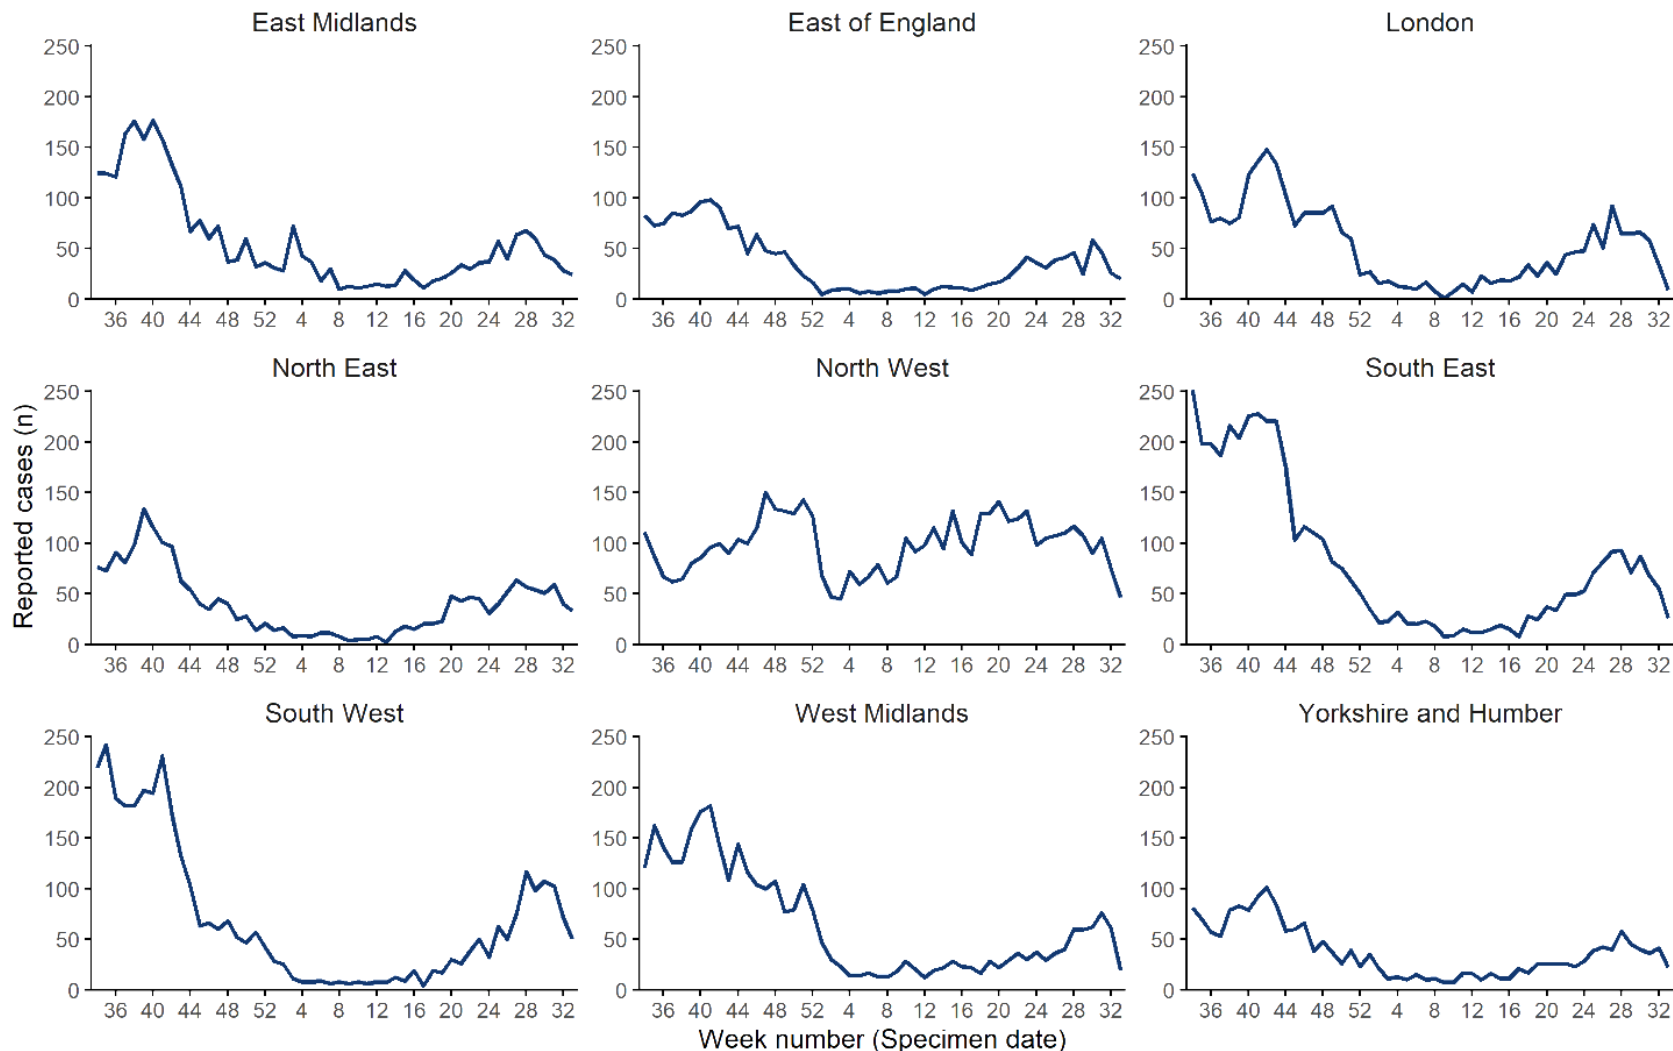 East Midlands
East of England
London
250
200
150
100
50
0
36 40 44 48 52 4 8 12 16 20 24 28 32
250
200
150
100
50
0
36 40 44 48 52 4 8 12 16 20 24 28 32
250
200
150
100
50
0
36 40 44 48 52 4 8 12 16 20 24 28 32
Reported cases (n)
North East
North West
South East
250
200
150
100
50
0
36 40 44 48 52 4 8 12 16 20 24 28 32
250
200
150
100
50
0
36 40 44 48 52 4 8 12 16 20 24 28 32
250
200
150
100
50
0
36 40 44 48 52 4 8 12 16 20 24 28 32
South West
West Midlands
Yorkshire and Humber
250
200
150
100
50
0
36 40 44 48 52 4 8 12 16 20 24 28 32
250
200
150
100
50
0
36 40 44 48 52 4 8 12 16 20 24 28 32
250
200
150
100
50
0
36 40 44 48 52 4 8 12 16 20 24 28 32
Week number (Specimen date)